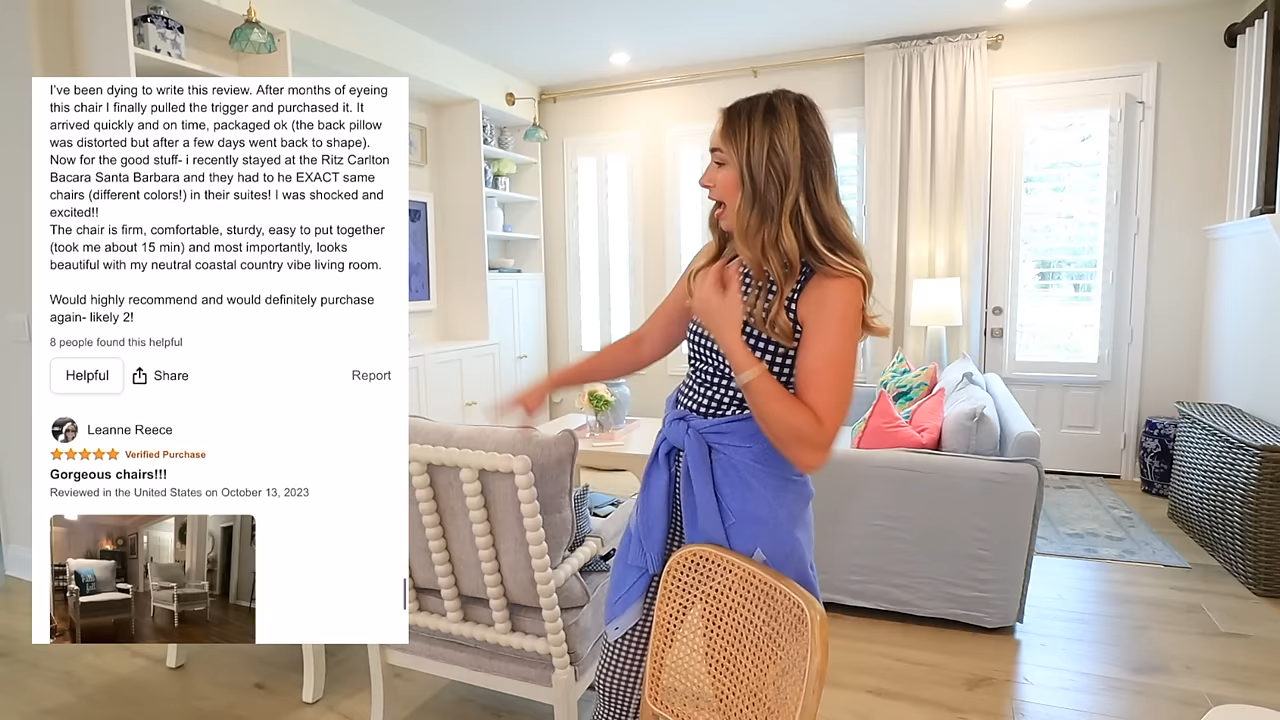 I've been dying to write this review. After months of eyeing
this chair I finally pulled the trigger and purchased it. It
arrived quickly and on time, packaged ok (the back pillow
was distorted but after a few days went back to shape).
Now for the good stuff- i recently stayed at the Ritz Carlton
Bacara Santa Barbara and they had to he EXACT same
chairs (different colors!) in their suites! I was shocked and
excited!!
The chair is firm, comfortable, sturdy, easy to put together
(took me about 15 min) and most importantly, looks
beautiful with my neutral coastal country vibe living room.
Would highly recommend and would definitely purchase
again- likely 2!
8 people found this helpful
Helpful Share Report
Leanne Reece
Verified Purchase
Gorgeous chairs!!!
Reviewed in the United States on October 13, 2023